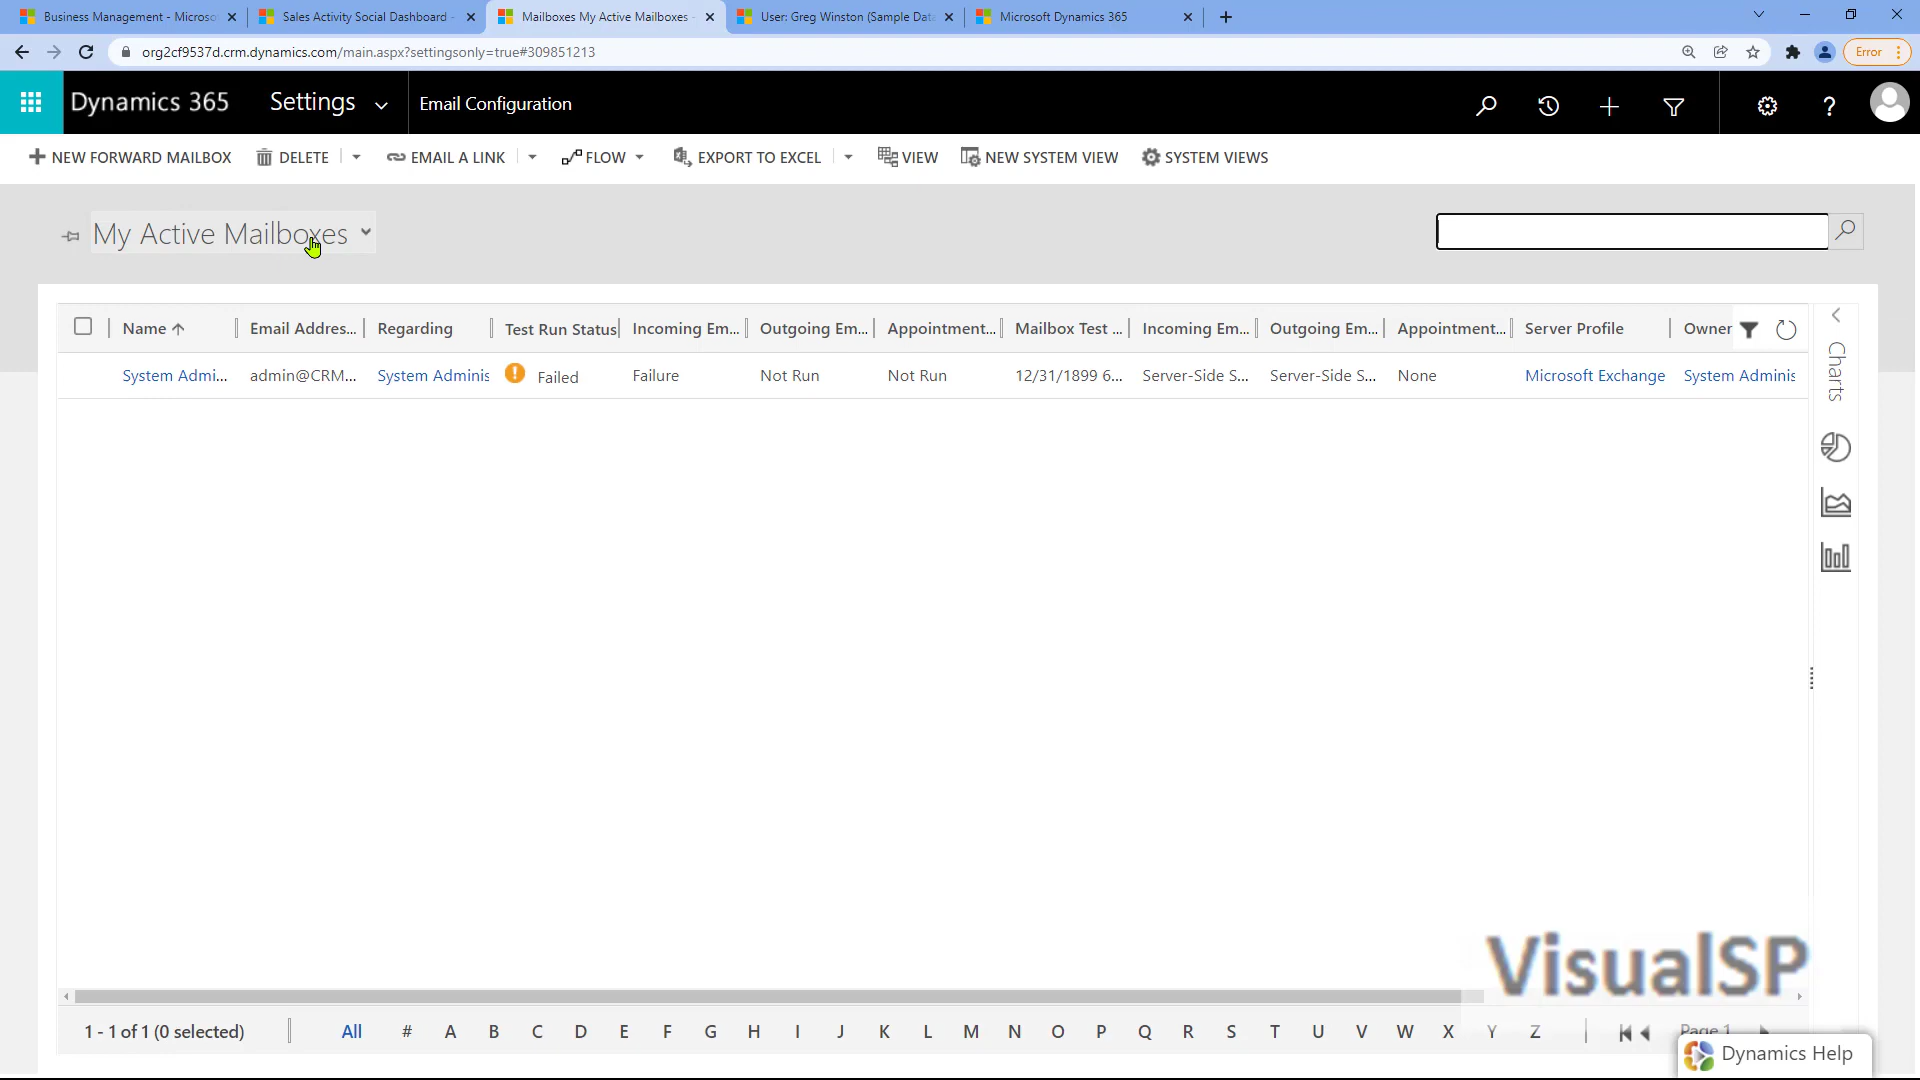 Business Management - Microso
Sales Activity Social Dashboard -
Mailboxes My Active Mailboxes -
User: Greg Winston (Sample Data
Microsoft Dynamics 365
org2cf9537d.crm.dynamics.com/main.aspx?settingsonly=true#309851213
Error
Dynamics 365
Settings
Email Configuration
NEW FORWARD MAILBOX
DELETE
EMAIL A LINK
FLOW
EXPORT TO EXCEL
VIEW
NEW SYSTEM VIEW
SYSTEM VIEWS
My Active Mailboxes
Name
Email Addres...
Regarding
Test Run Status
Incoming Em...
Outgoing Em...
Appointment...
Mailbox Test ...
Incoming Em...
Outgoing Em...
Appointment...
Server Profile
Owner
System Admi...
admin@CRM...
System Adminis
Failed
Failure
Not Run
Not Run
12/31/1899 6...
Server-Side S...
Server-Side S...
None
Microsoft Exchange
System Adminis
Charts
VisualSP
1 - 1 of 1 (0 selected)
All # A B C D E F G H I J K L M N O P Q R S T U V W X Y Z
Page 1
Dynamics Help